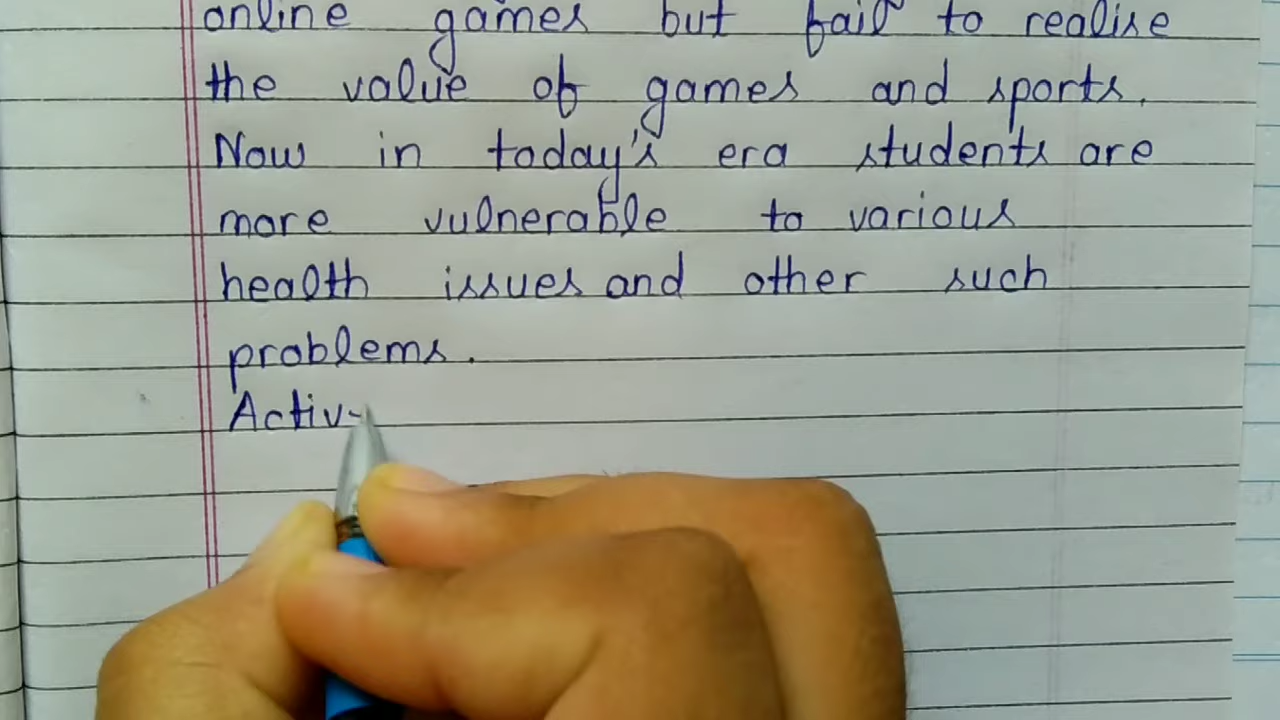 online games but fail to realise
the value of games and sports.
Now in today's era students are
more vulnerable to various
health issues and other such
problems.
Activ